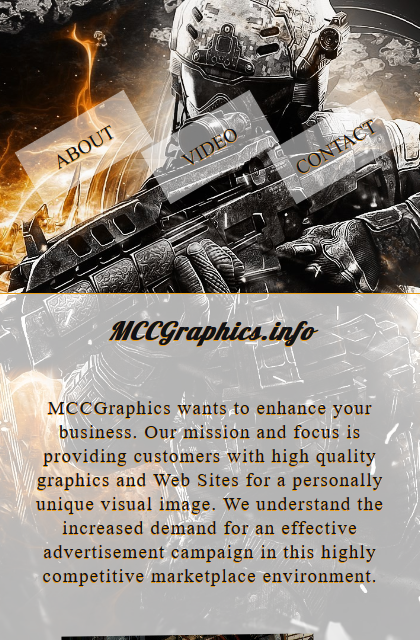 ABOUT
VIDEO
CONTACT
MCCGraphics.info
MCCGraphics wants to enhance your
business. Our mission and focus is
providing customers with high quality
graphics and Web Sites for a personally
unique visual image. We understand the
increased demand for an effective
advertisement campaign in this highly
competitive marketplace environment.